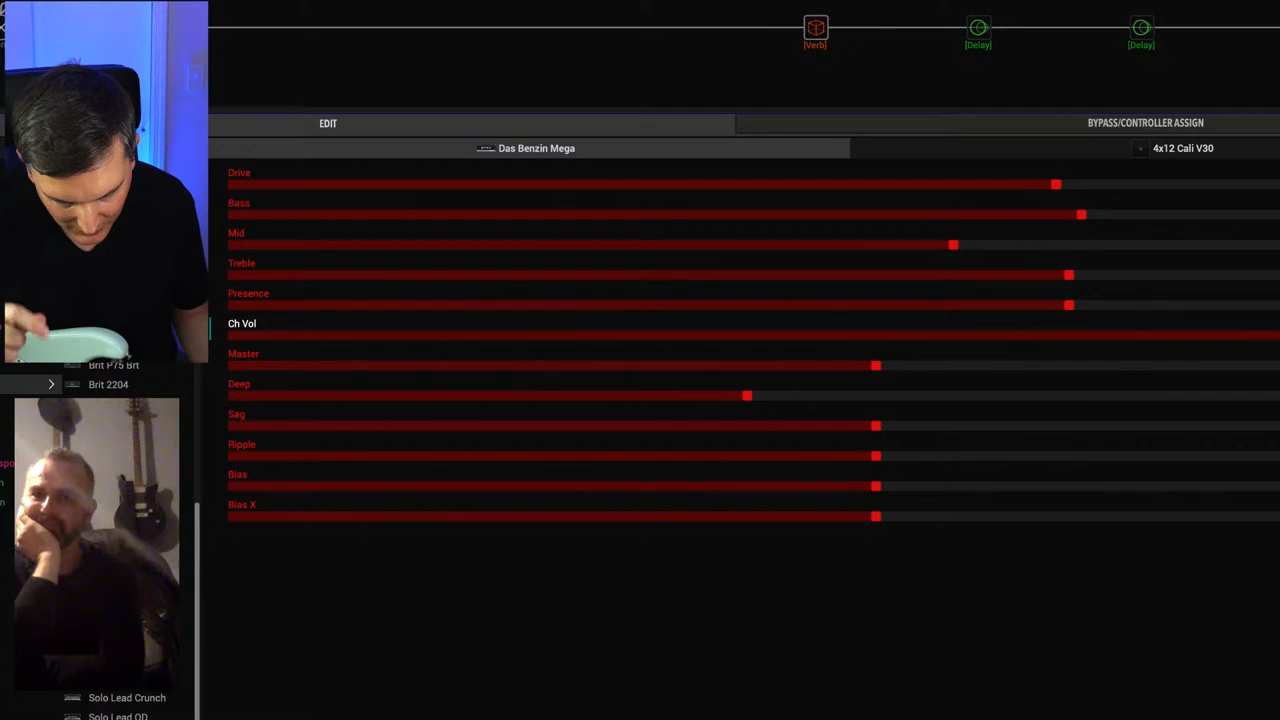 [Verb]
[Delay]
[Delay]
EDIT
BYPASS/CONTROLLER ASSIGN
Das Benzin Mega
4x12 Cali V30
Drive
Bass
Mid
Treble
Presence
Ch Vol
Master
Deep
Sag
Ripple
Bias
Bias X
Brit P75 Brt
Brit 2204
Solo Lead Crunch
Solo Lead OD